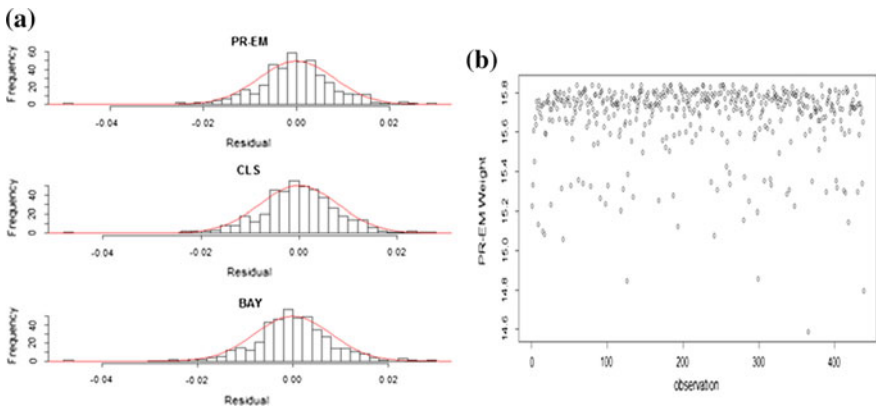 (a)
PR-EM
Frequency
0 20 40 60
-0.04 -0.02 0.00 0.02
Residual
CLS
Frequency
0 20 40
-0.04 -0.02 0.00 0.02
Residual
BAY
Frequency
0 20 40
-0.04 -0.02 0.00 0.02
Residual
(b)
PR-EM Weight
14.6 14.8 15.0 15.2 15.4 15.6 15.8
0 100 200 300 400
observation